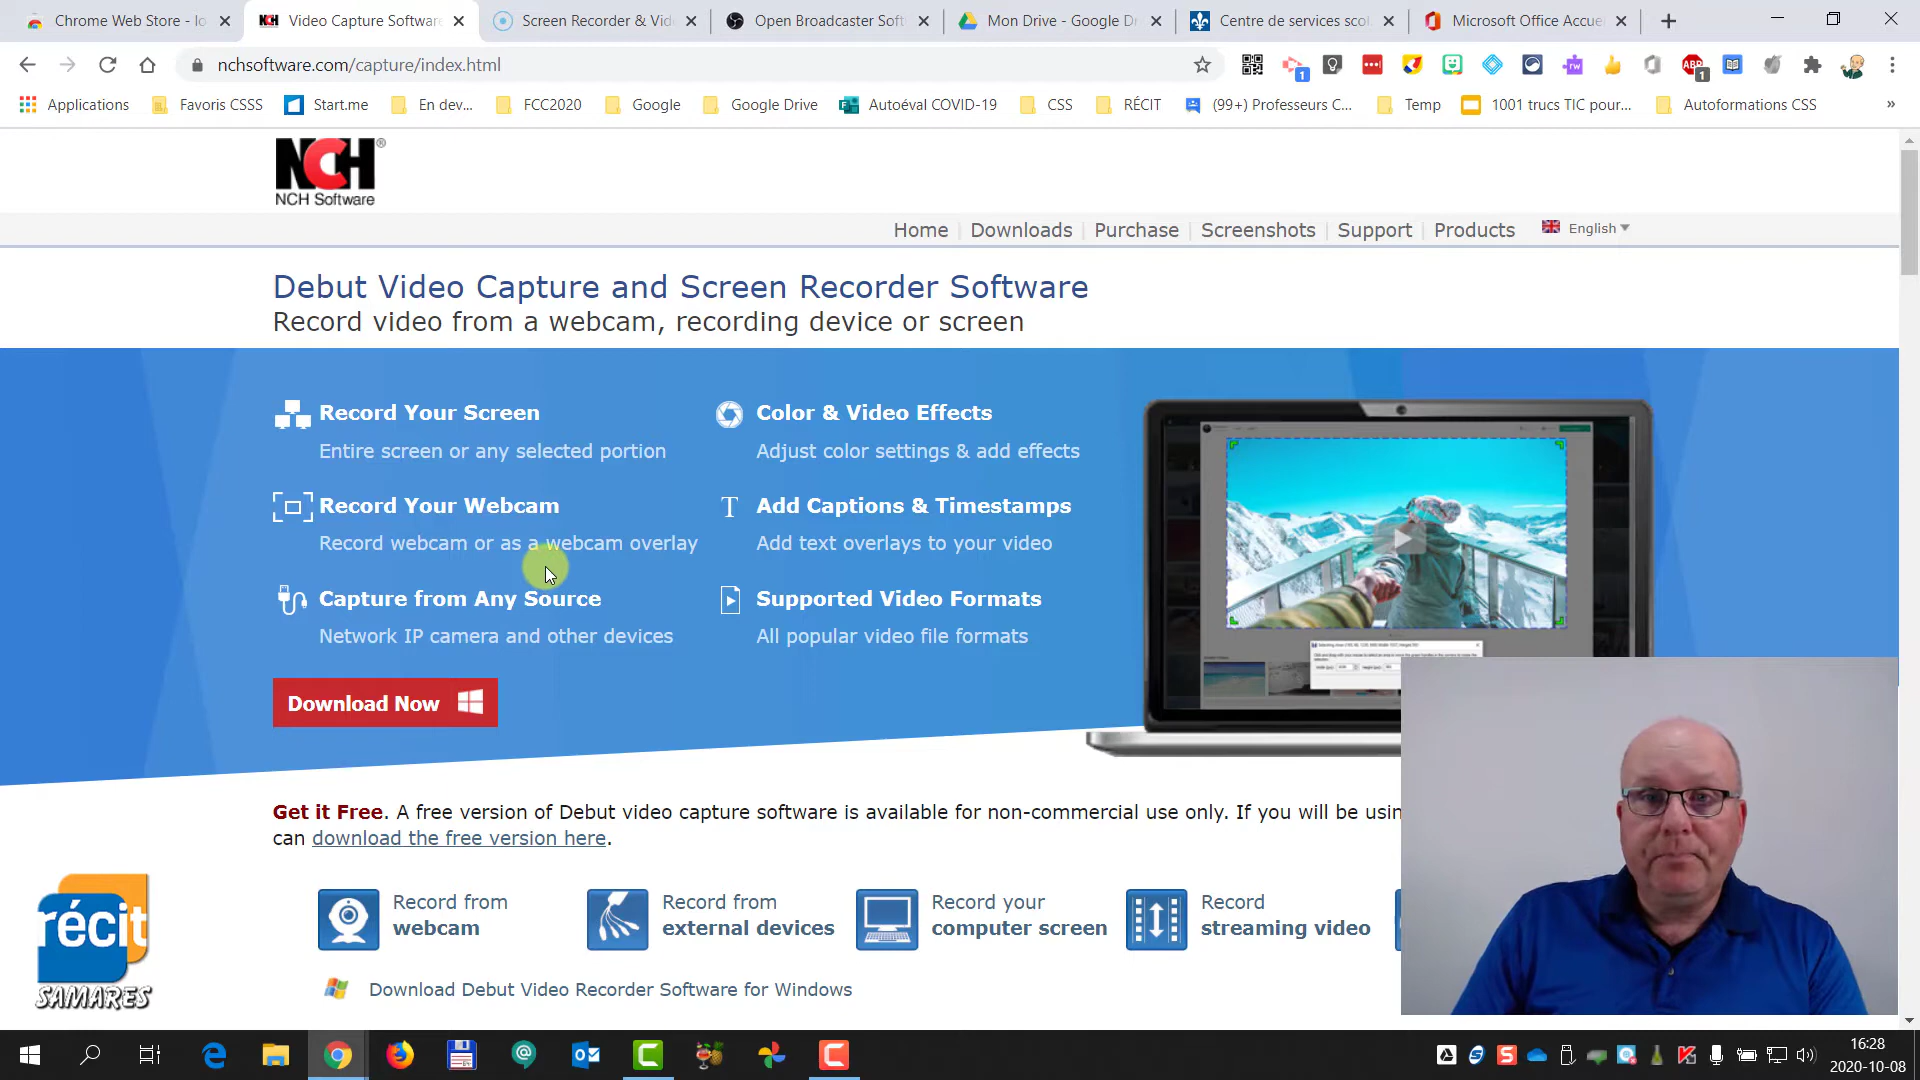 Chrome Web Store - lo
Video Capture Software
Screen Recorder & Vid
Open Broadcaster Soft
Mon Drive - Google Dr
Centre de services scol
Microsoft Office Accue
nchsoftware.com/capture/index.html
Applications
Favoris CSSS
Start.me
En dev...
FCC2020
Google
Google Drive
Autoéval COVID-19
CSS
RÉCIT
(99+) Professeurs C...
Temp
1001 trucs TIC pour...
Autoformations CSS
»
NCH®
NCH Software
Home
Downloads
Purchase
Screenshots
Support
Products
English
Debut Video Capture and Screen Recorder Software
Record video from a webcam, recording device or screen
Record Your Screen
Entire screen or any selected portion
Color & Video Effects
Adjust color settings & add effects
Record Your Webcam
Record webcam or as a webcam overlay
Add Captions & Timestamps
Add text overlays to your video
Capture from Any Source
Network IP camera and other devices
Supported Video Formats
All popular video file formats
Download Now
Get it Free. A free version of Debut video capture software is available for non-commercial use only. If you will be usin
can download the free version here.
Record from
webcam
Record from
external devices
Record your
computer screen
Record
streaming video
Download Debut Video Recorder Software for Windows
récit
SAMARES
16:28
2020-10-08